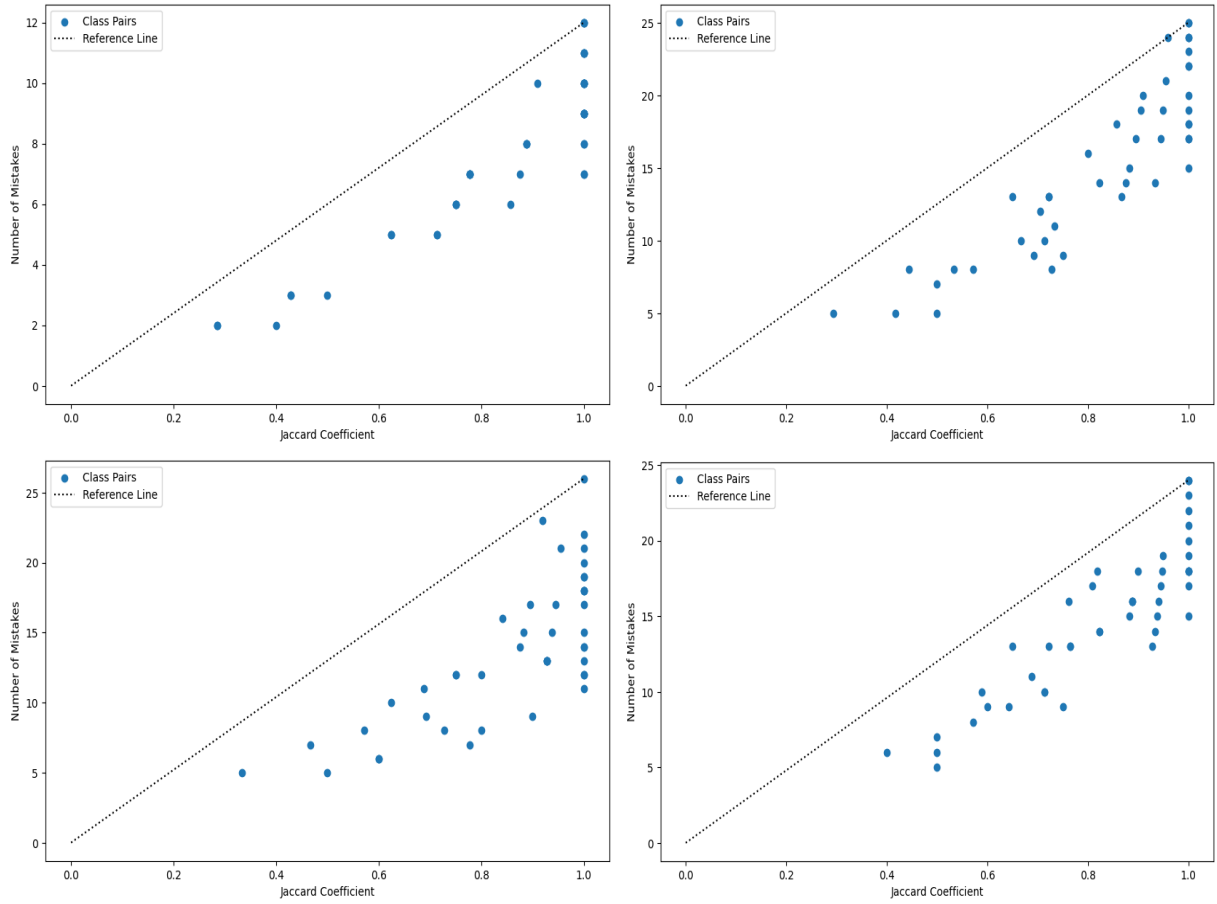 12
10
8
6
4
2
0
Number of Mistakes
Class Pairs
Reference Line
0.0 0.2 0.4 0.6 0.8 1.0
Jaccard Coefficient
25
20
15
10
5
0
Number of Mistakes
Class Pairs
Reference Line
0.0 0.2 0.4 0.6 0.8 1.0
Jaccard Coefficient
25
20
15
10
5
0
Number of Mistakes
Class Pairs
Reference Line
0.0 0.2 0.4 0.6 0.8 1.0
Jaccard Coefficient
25
20
15
10
5
0
Number of Mistakes
Class Pairs
Reference Line
0.0 0.2 0.4 0.6 0.8 1.0
Jaccard Coefficient